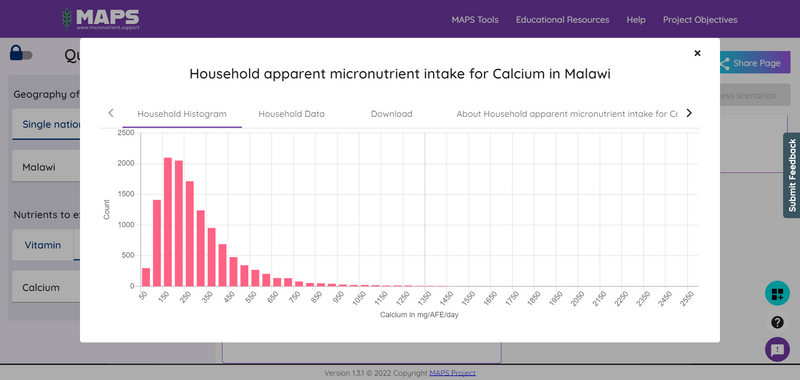 MAPS
www.micronutrient.support
MAPS Tools
Educational Resources
Help
Project Objectives
Qu
Share Page
ess scenarios
Geography of
Single nation
Malawi
Nutrients to e
Vitamin
Calcium
×
Household apparent micronutrient intake for Calcium in Malawi
Household Histogram
Household Data
Download
About Household apparent micronutrient intake for Ca
2500
2000
1500
1000
500
0
Count
50
150
250
350
450
550
650
750
850
950
1050
1150
1250
1350
1450
1550
1650
1750
1850
1950
2050
2150
2250
2350
2450
2550
Calcium in mg/AFE/day
Submit Feedback
Version 1.3.1 © 2022 Copyright MAPS Project